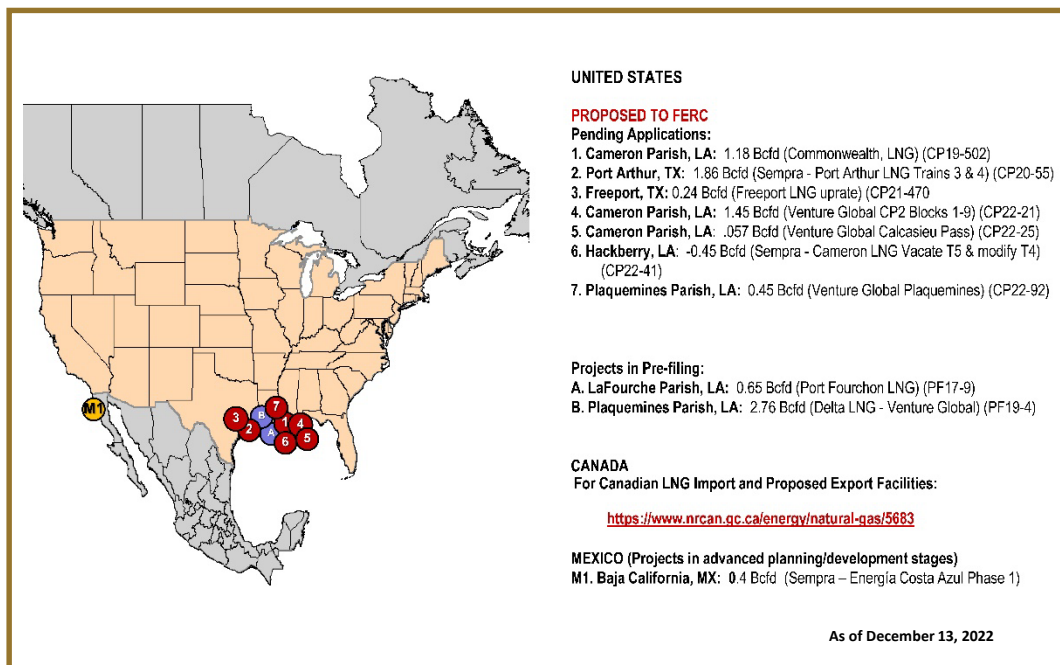 UNITED STATES
PROPOSED TO FERC
Pending Applications:
1. Cameron Parish, LA: 1.18 Bcfd (Commonwealth, LNG) (CP19-502)
2. Port Arthur, TX: 1.86 Bcfd (Sempra - Port Arthur LNG Trains 3 & 4) (CP20-55)
3. Freeport, TX: 0.24 Bcfd (Freeport LNG uprate) (CP21-470
4. Cameron Parish, LA: 1.45 Bcfd (Venture Global CP2 Blocks 1-9) (CP22-21)
5. Cameron Parish, LA: .057 Bcfd (Venture Global Calcasieu Pass) (CP22-25)
6. Hackberry, LA: -0.45 Bcfd (Sempra - Cameron LNG Vacate T5 & modify T4)
(CP22-41)
7. Plaquemines Parish, LA: 0.45 Bcfd (Venture Global Plaquemines) (CP22-92)
Projects in Pre-filing:
A. LaFourche Parish, LA: 0.65 Bcfd (Port Fourchon LNG) (PF17-9)
B. Plaquemines Parish, LA: 2.76 Bcfd (Delta LNG - Venture Global) (PF19-4)
CANADA
For Canadian LNG Import and Proposed Export Facilities:
https://www.nrcan.gc.ca/energy/natural-gas/5683
MEXICO (Projects in advanced planning/development stages)
M1. Baja California, MX: 0.4 Bcfd (Sempra – Energía Costa Azul Phase 1)
As of December 13, 2022
M1
3
2
B
A
7
1
4
6
5